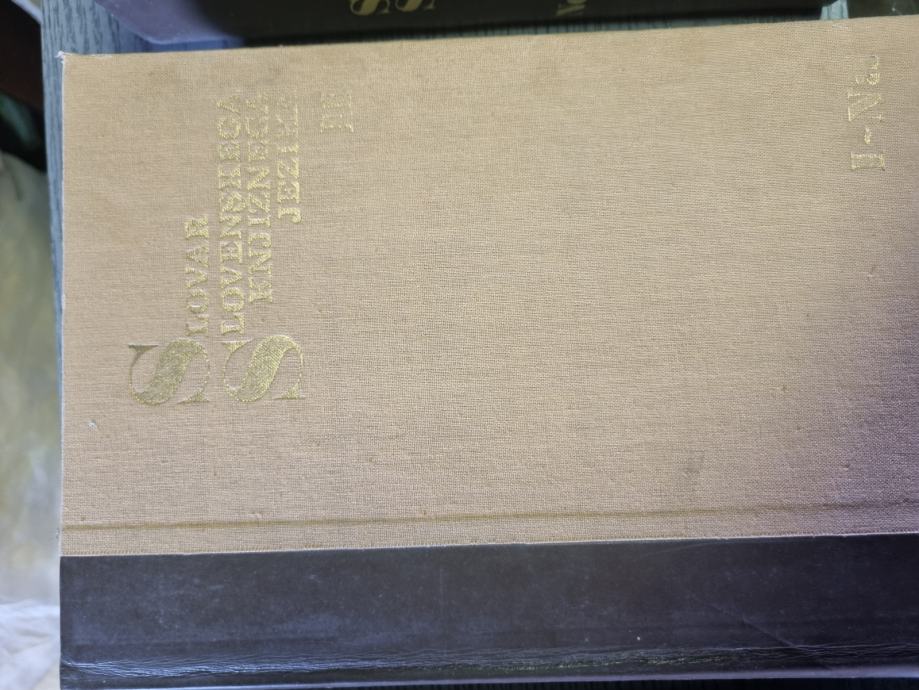 SLOVAR
SLOVENSKEGA
KNJIŽNEGA
JEZIKA
II
I-Na